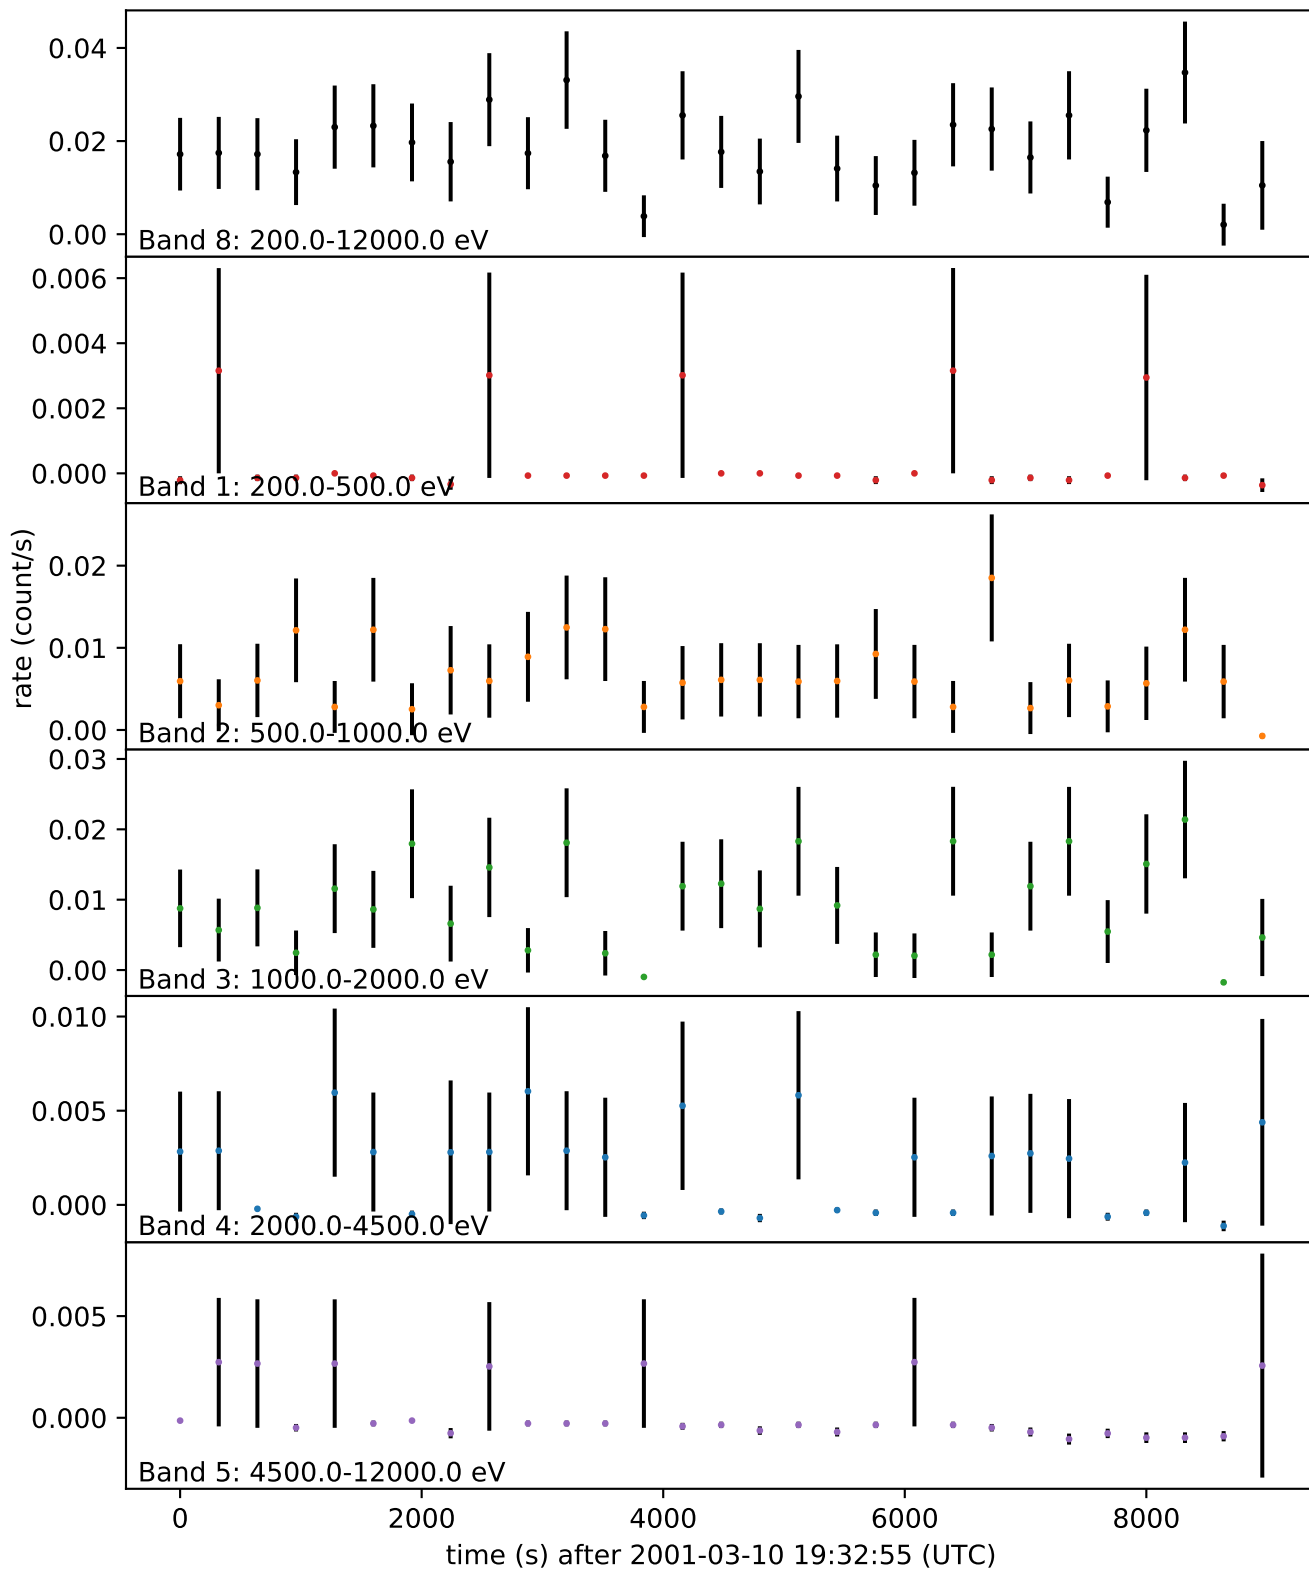 0.04
0.02
0.00
Band 8: 200.0-12000.0 eV
0.006
0.004
0.002
0.000
Band 1: 200.0-500.0 eV
rate (count/s)
0.02
0.01
0.00
Band 2: 500.0-1000.0 eV
0.03
0.02
0.01
0.00
Band 3: 1000.0-2000.0 eV
0.010
0.005
0.000
Band 4: 2000.0-4500.0 eV
0.005
0.000
Band 5: 4500.0-12000.0 eV
0 2000 4000 6000 8000
time (s) after 2001-03-10 19:32:55 (UTC)